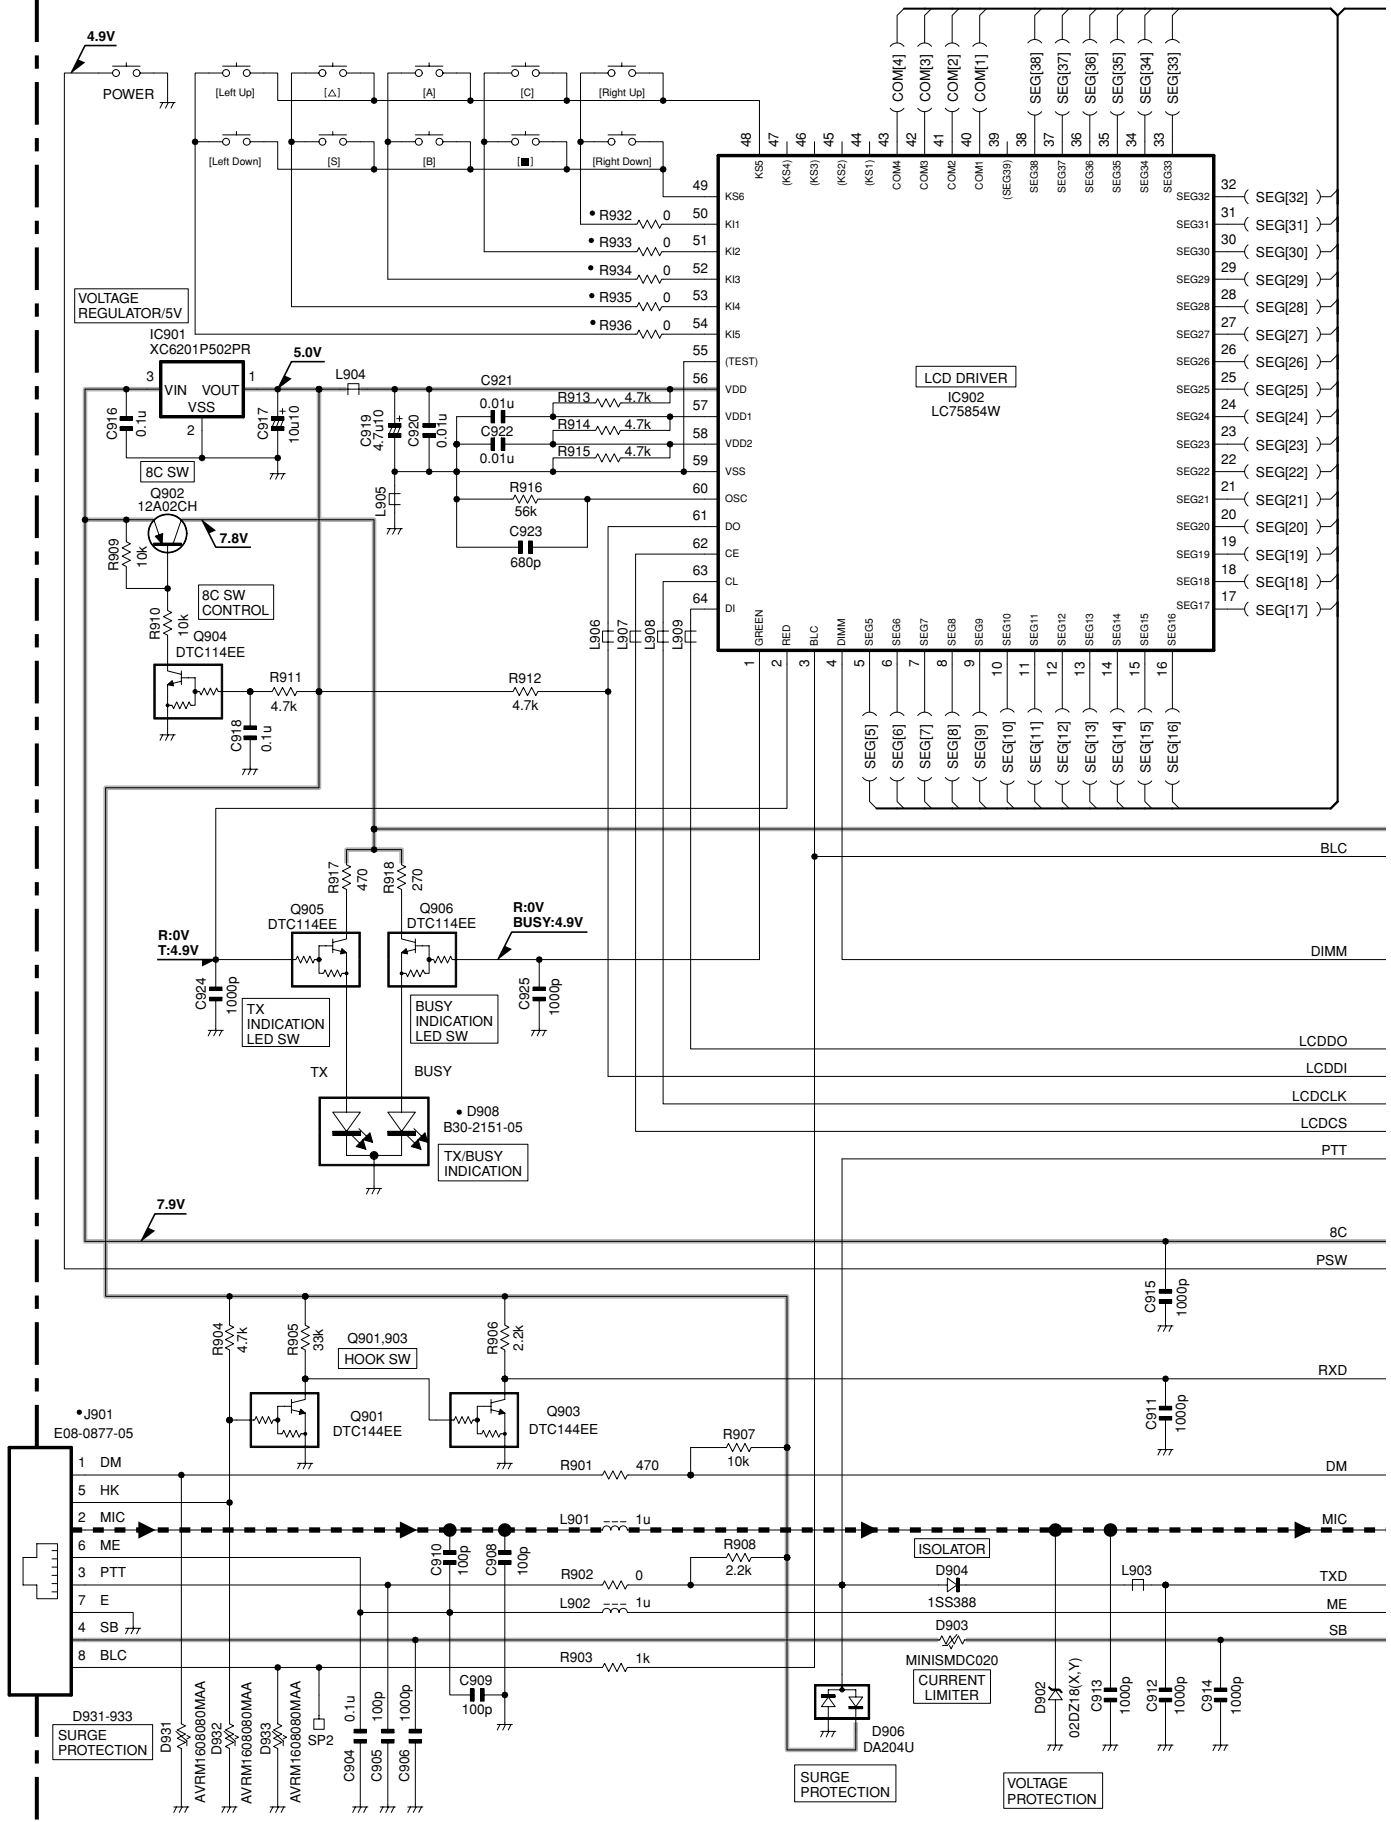 4.9V
POWER
[Left Up]
[△]
[A]
[C]
[Right Up]
[Left Down]
[S]
[B]
[■]
[Right Down]
COM[4]
COM[3]
COM[2]
COM[1]
SEG[38]
SEG[37]
SEG[36]
SEG[35]
SEG[34]
SEG[33]
48
47
46
45
44
43
42
41
40
39
38
37
36
35
34
33
KS5
(KS4)
(KS3)
(KS2)
(KS1)
COM4
COM3
COM2
COM1
(SEG39)
SEG38
SEG37
SEG36
SEG35
SEG34
SEG33
49 KS6
• R932 0 50 KI1
• R933 0 51 KI2
• R934 0 52 KI3
• R935 0 53 KI4
• R936 0 54 KI5
55 (TEST)
56 VDD
57 VDD1
58 VDD2
59 VSS
60 OSC
61 DO
62 CE
63 CL
64 DI
SEG32 32 SEG[32]
SEG31 31 SEG[31]
SEG30 30 SEG[30]
SEG29 29 SEG[29]
SEG28 28 SEG[28]
SEG27 27 SEG[27]
SEG26 26 SEG[26]
SEG25 25 SEG[25]
SEG24 24 SEG[24]
SEG23 23 SEG[23]
SEG22 22 SEG[22]
SEG21 21 SEG[21]
SEG20 20 SEG[20]
SEG19 19 SEG[19]
SEG18 18 SEG[18]
SEG17 17 SEG[17]
LCD DRIVER
IC902
LC75854W
GREEN
RED
BLC
DIMM
SEG5
SEG6
SEG7
SEG8
SEG9
SEG10
SEG11
SEG12
SEG13
SEG14
SEG15
SEG16
1
2
3
4
5
6
7
8
9
10
11
12
13
14
15
16
SEG[5]
SEG[6]
SEG[7]
SEG[8]
SEG[9]
SEG[10]
SEG[11]
SEG[12]
SEG[13]
SEG[14]
SEG[15]
SEG[16]
VOLTAGE
REGULATOR/5V
IC901
XC6201P502PR
3 VIN VOUT 1
VSS
2
5.0V
L904
C916
0.1u
C917
10u10
C919
4.7u10
C920
0.01u
L905
C921
0.01u
C922
0.01u
R913 4.7k
R914 4.7k
R915 4.7k
R916
56k
C923
680p
8C SW
Q902
12A02CH
7.8V
R909
10k
8C SW
CONTROL
R910
10k
Q904
DTC114EE
R911
4.7k
C918
0.1u
R912
4.7k
L906
L907
L908
L909
R917
470
R918
270
Q905
DTC114EE
Q906
DTC114EE
R:0V
T:4.9V
R:0V
BUSY:4.9V
C924
1000p
TX
INDICATION
LED SW
BUSY
INDICATION
LED SW
C925
1000p
TX
BUSY
• D908
B30-2151-05
TX/BUSY
INDICATION
BLC
DIMM
LCDDO
LCDDI
LCDCLK
LCDCS
PTT
7.9V
8C
PSW
C915
1000p
R904
4.7k
R905
33k
Q901,903
HOOK SW
R906
2.2k
RXD
Q901
DTC144EE
Q903
DTC144EE
C911
1000p
•J901
E08-0877-05
1 DM
5 HK
2 MIC
6 ME
3 PTT
7 E
4 SB
8 BLC
R901 470
R907
10k
DM
L901 1u
MIC
C910
100p
C908
100p
R908
2.2k
ISOLATOR
D904
1SS388
L903
R902 0
TXD
L902 1u
ME
D903
MINISMDC020
CURRENT
LIMITER
SB
R903 1k
C909
100p
D931-933
SURGE
PROTECTION
D931
AVRM1608080MAA
D932
AVRM1608080MAA
D933
AVRM1608080MAA
SP2
C904
0.1u
C905
100p
C906
1000p
D906
DA204U
SURGE
PROTECTION
D902
02DZ18(X,Y)
C913
1000p
C912
1000p
C914
1000p
VOLTAGE
PROTECTION